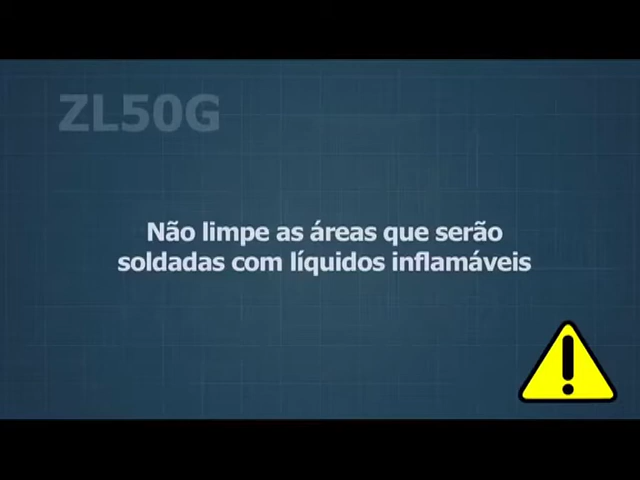 ZL50G
Não limpe as áreas que serão
soldadas com líquidos inflamáveis